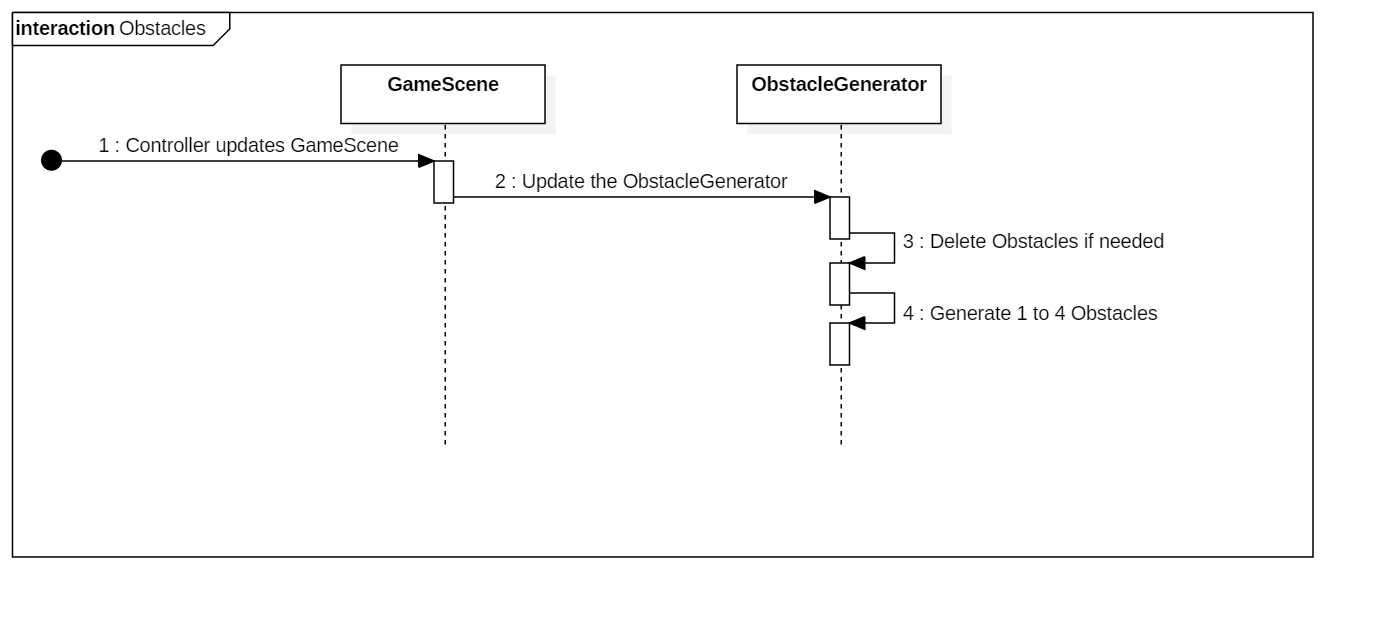 interaction Obstacles
GameScene
ObstacleGenerator
1 : Controller updates GameScene
2 : Update the ObstacleGenerator
3 : Delete Obstacles if needed
4 : Generate 1 to 4 Obstacles